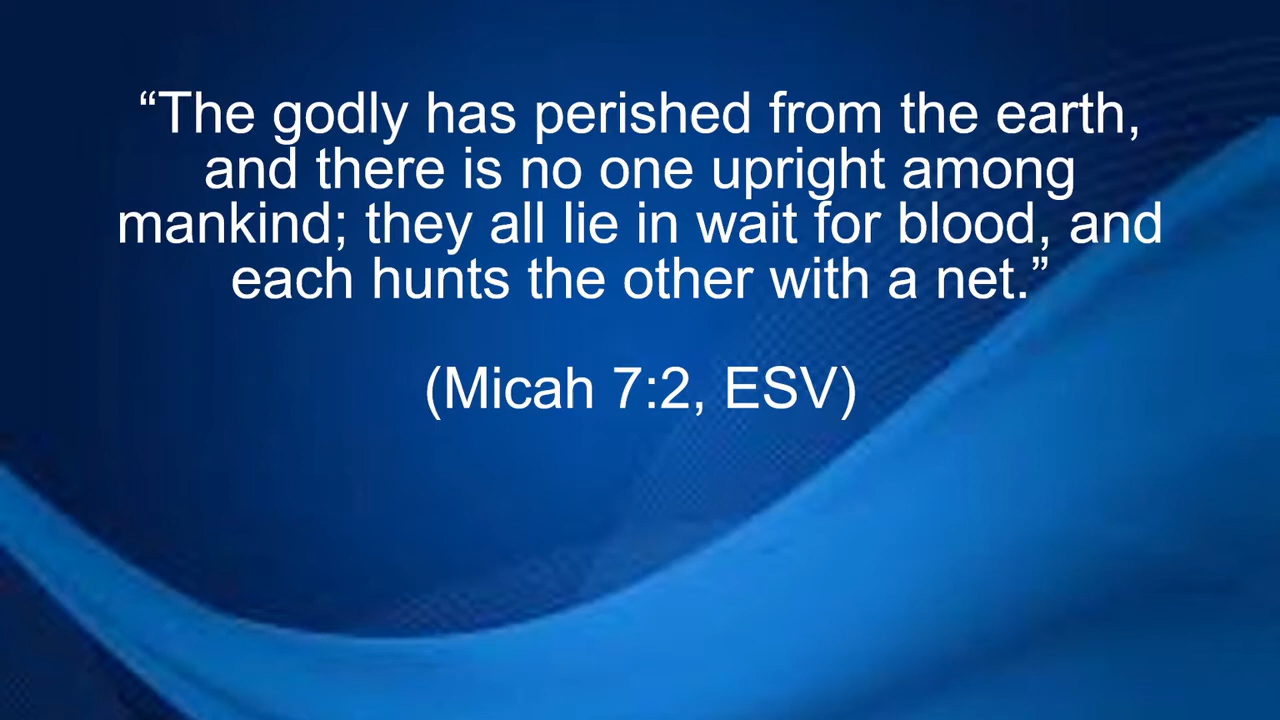 “The godly has perished from the earth,
and there is no one upright among
mankind; they all lie in wait for blood, and
each hunts the other with a net.”
(Micah 7:2, ESV)